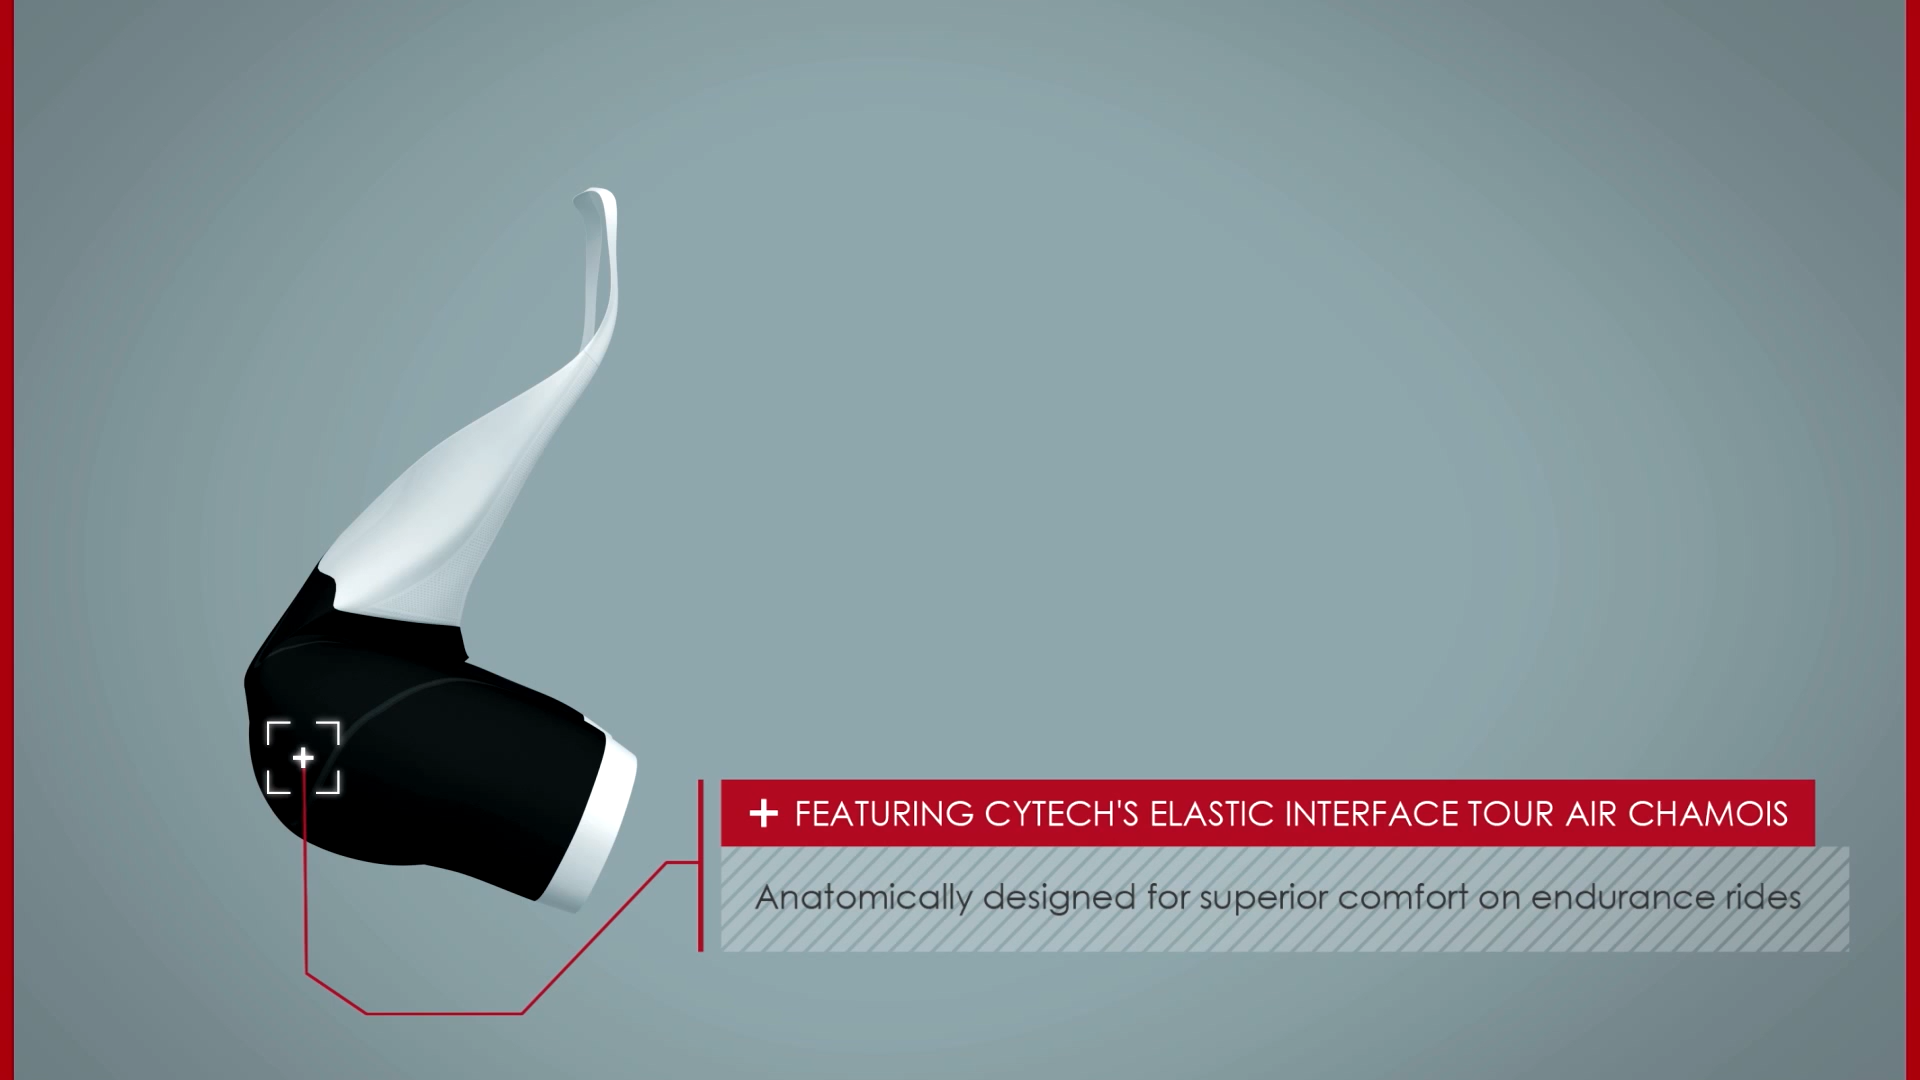 + FEATURING CYTECH'S ELASTIC INTERFACE TOUR AIR CHAMOIS
Anatomically designed for superior comfort on endurance rides